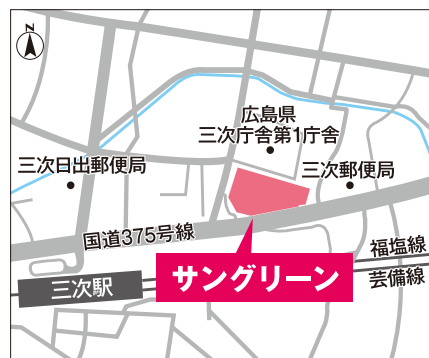 N
広島県
三次庁舎第1庁舎
三次日出郵便局
三次郵便局
国道375号線
サングリーン
福塩線
芸備線
三次駅